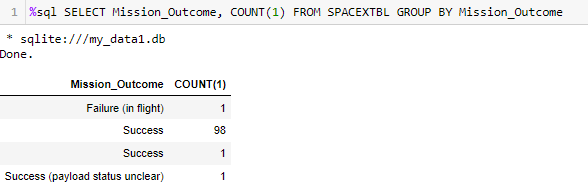 1 %sql SELECT Mission_Outcome, COUNT(1) FROM SPACEXTBL GROUP BY Mission_Outcome
* sqlite:///my_data1.db
Done.
Mission_Outcome COUNT(1)
Failure (in flight) 1
Success 98
Success 1
Success (payload status unclear) 1